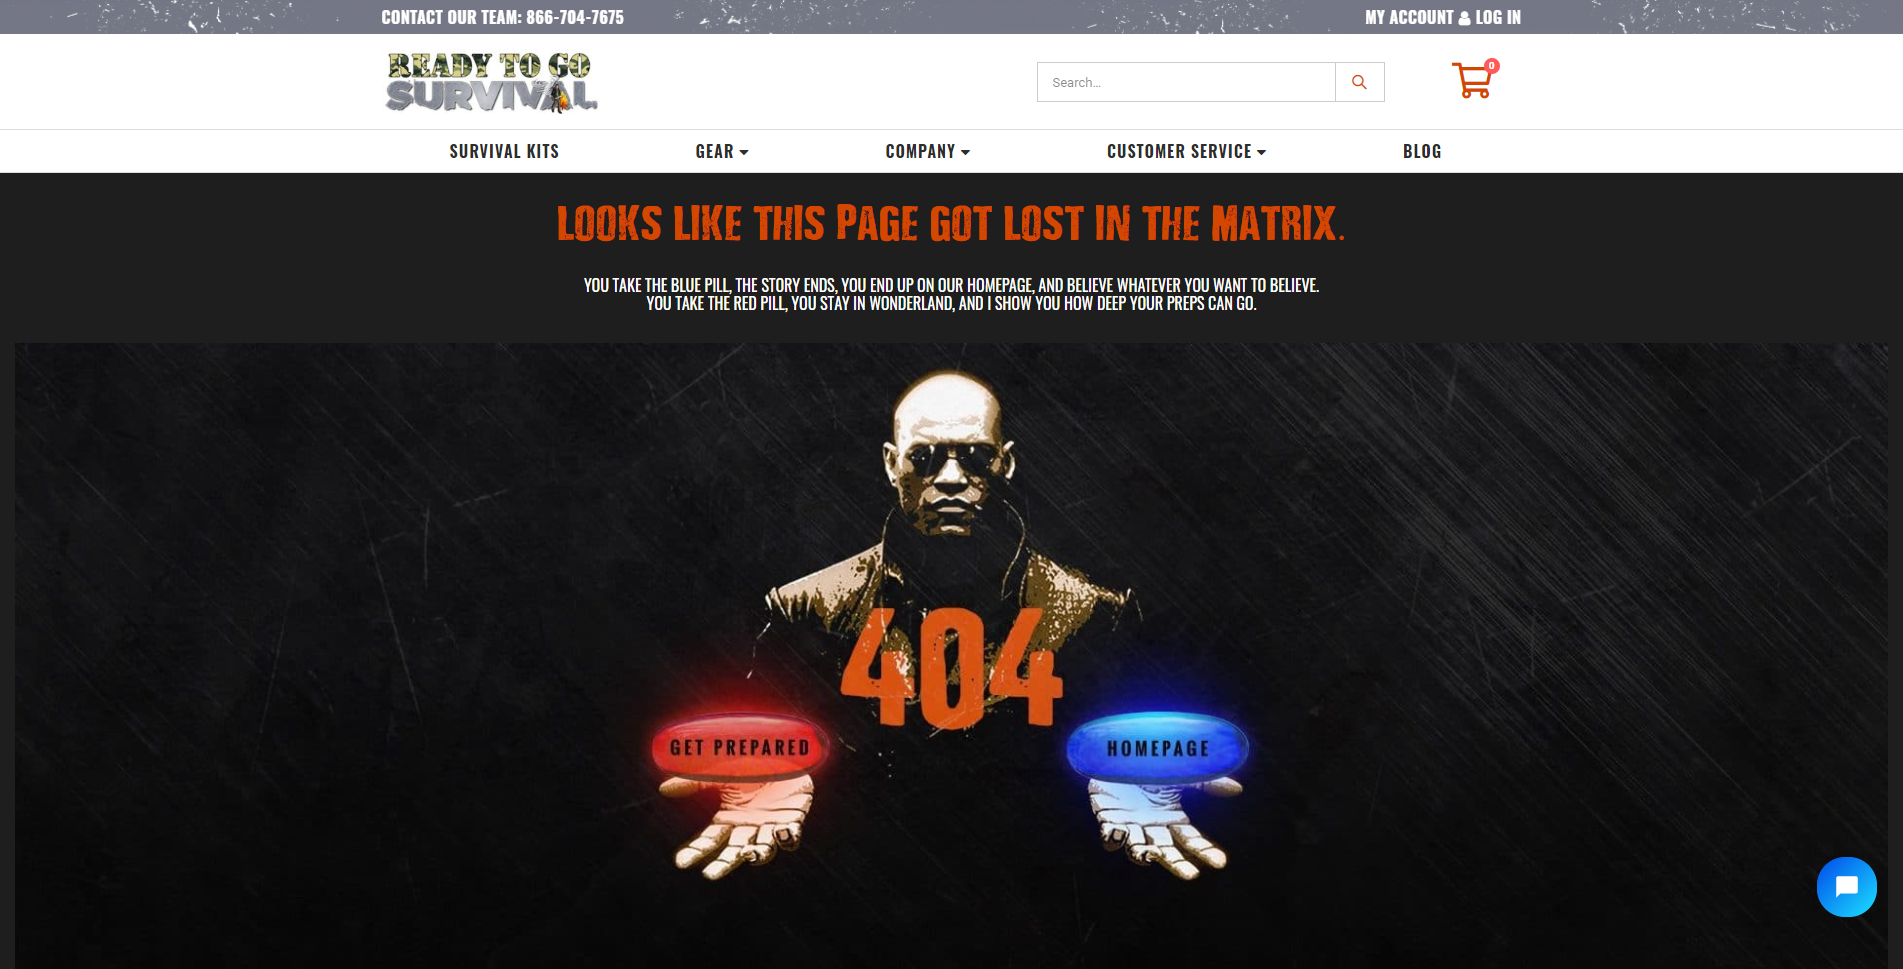 CONTACT OUR TEAM: 866-704-7675
MY ACCOUNT LOG IN
READY TO GO
SURVIVAL
Search...
0
SURVIVAL KITS
GEAR
COMPANY
CUSTOMER SERVICE
BLOG
LOOKS LIKE THIS PAGE GOT LOST IN THE MATRIX.
YOU TAKE THE BLUE PILL, THE STORY ENDS, YOU END UP ON OUR HOMEPAGE, AND BELIEVE WHATEVER YOU WANT TO BELIEVE.
YOU TAKE THE RED PILL, YOU STAY IN WONDERLAND, AND I SHOW YOU HOW DEEP YOUR PREPS CAN GO.
404
GET PREPARED
HOMEPAGE